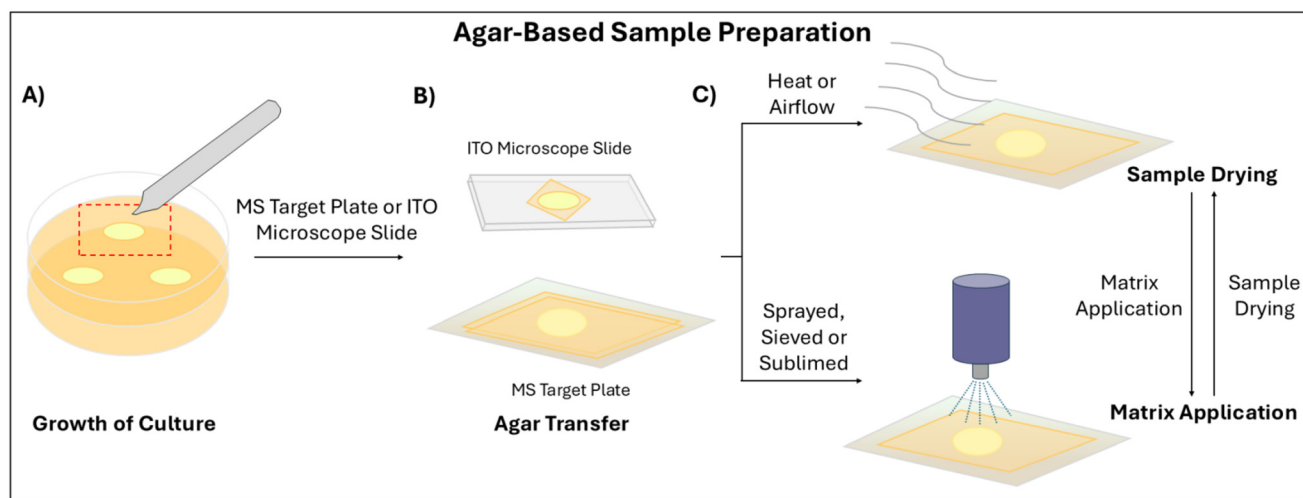 Agar-Based Sample Preparation
A)
MS Target Plate or ITO
Microscope Slide
Growth of Culture
B)
ITO Microscope Slide
MS Target Plate
Agar Transfer
C)
Heat or
Airflow
Sample Drying
Sprayed,
Sieved or
Sublimed
Matrix
Application
Sample
Drying
Matrix Application